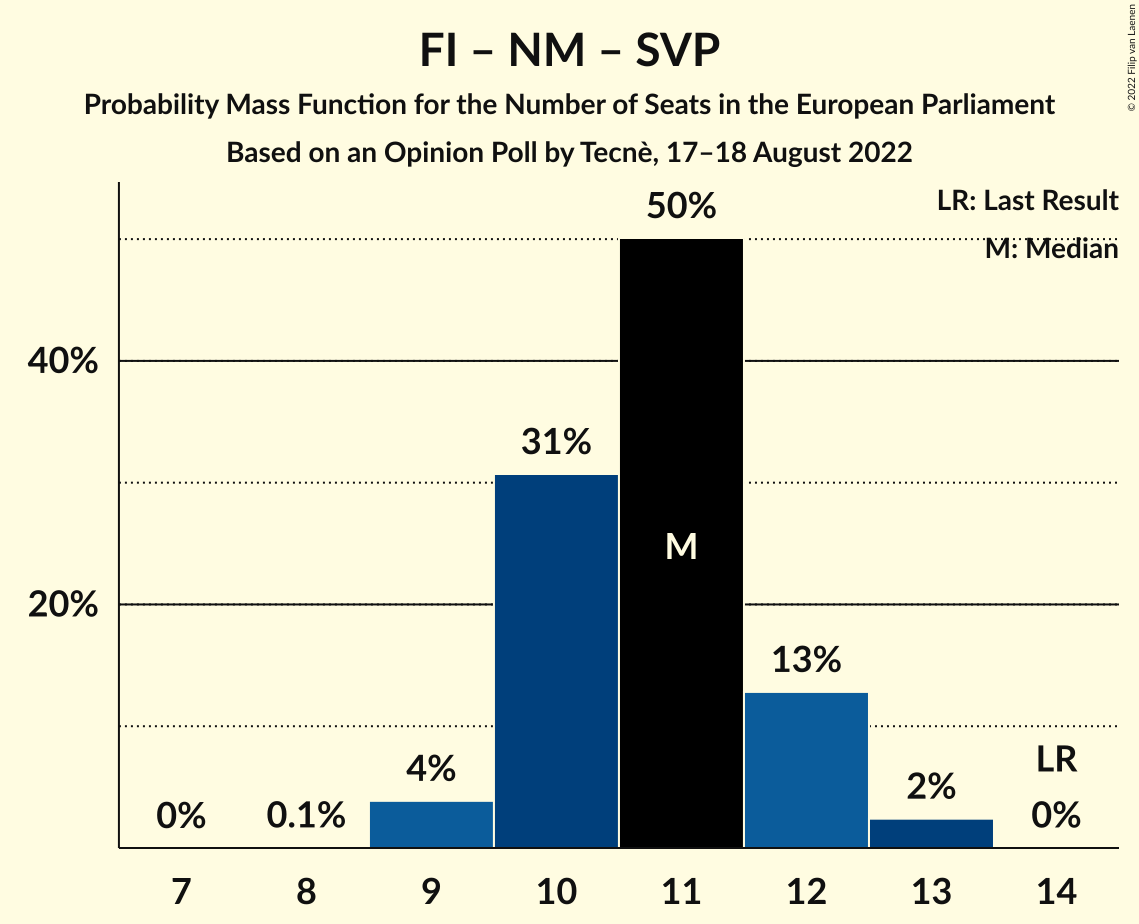 FI – NM – SVP
Probability Mass Function for the Number of Seats in the European Parliament
Based on an Opinion Poll by Tecnè, 17–18 August 2022
© 2022 Filip van Laenen
LR: Last Result
M: Median
50%
40%
31%
M
20%
13%
4%
2%
LR
0%
0.1%
0%
7 8 9 10 11 12 13 14